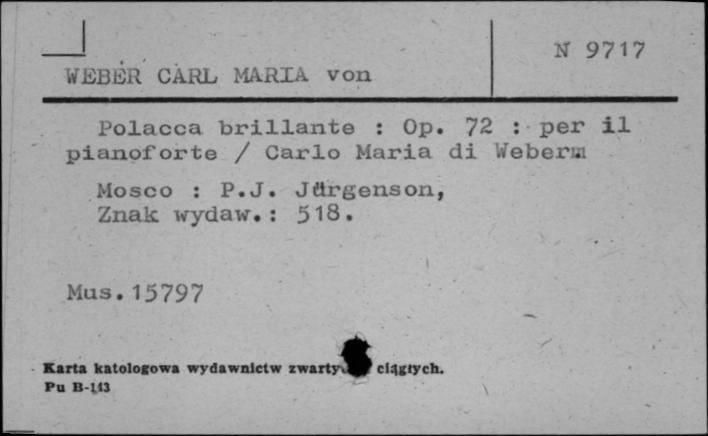 N 9717
WEBER CARL MARIA von
Polacca brillante : Op. 72 : per il
pianoforte / Carlo Maria di Weber
Mosco : P.J. Jürgenson,
Znak wydaw.: 518.
Mus.15797
Karta katologowa wydawnictw zwarty ciągłych.
Pu B-143